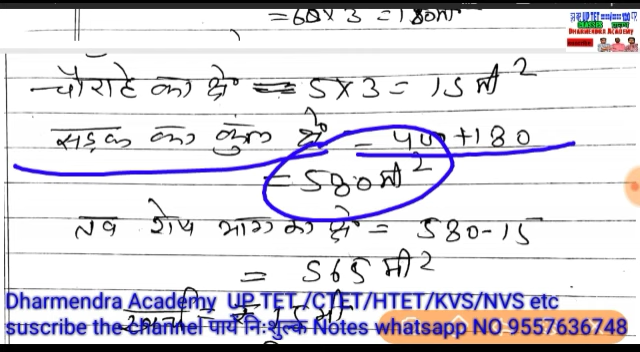 = 60 × 3 = 180 मी²
DHARMENDRA ACADEMY
चौराहे का क्षे॰ = 5 × 3 = 15 मी²
सड़क का कुल क्षे॰ = 400 + 180
= 580 मी²
तब शेष भाग का क्षे॰ = 580 - 15
= 565 मी²
Dharmendra Academy UP TET /CTET/HTET/KVS/NVS etc
suscribe the channel पायें नि:शुल्क Notes whatsapp NO 9557636748